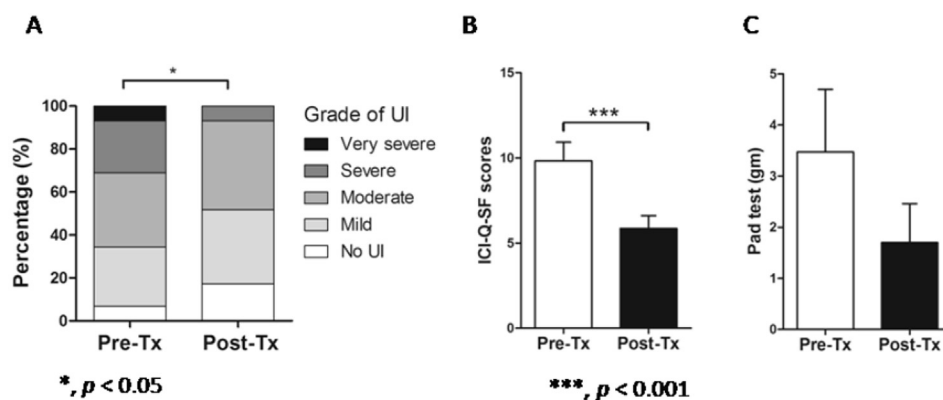 A
*
Percentage (%)
100
80
60
40
20
0
Pre-Tx Post-Tx
Grade of UI
Very severe
Severe
Moderate
Mild
No UI
*, p < 0.05
B
ICI-Q-SF scores
15
10
5
0
***
Pre-Tx Post-Tx
***, p < 0.001
C
Pad test (gm)
5
4
3
2
1
0
Pre-Tx Post-Tx